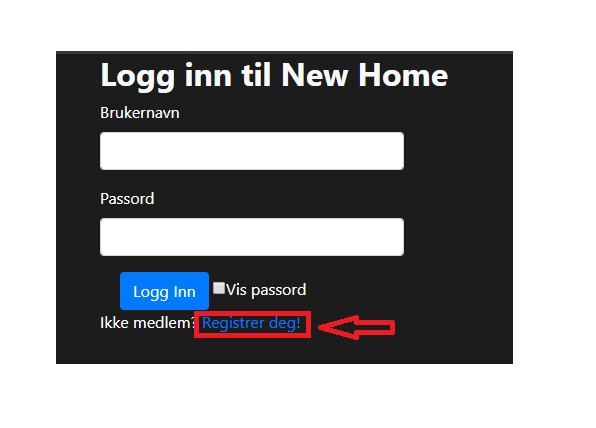 Logg inn til New Home
Brukernavn
Passord
Logg Inn Vis passord
Ikke medlem? Registrer deg!